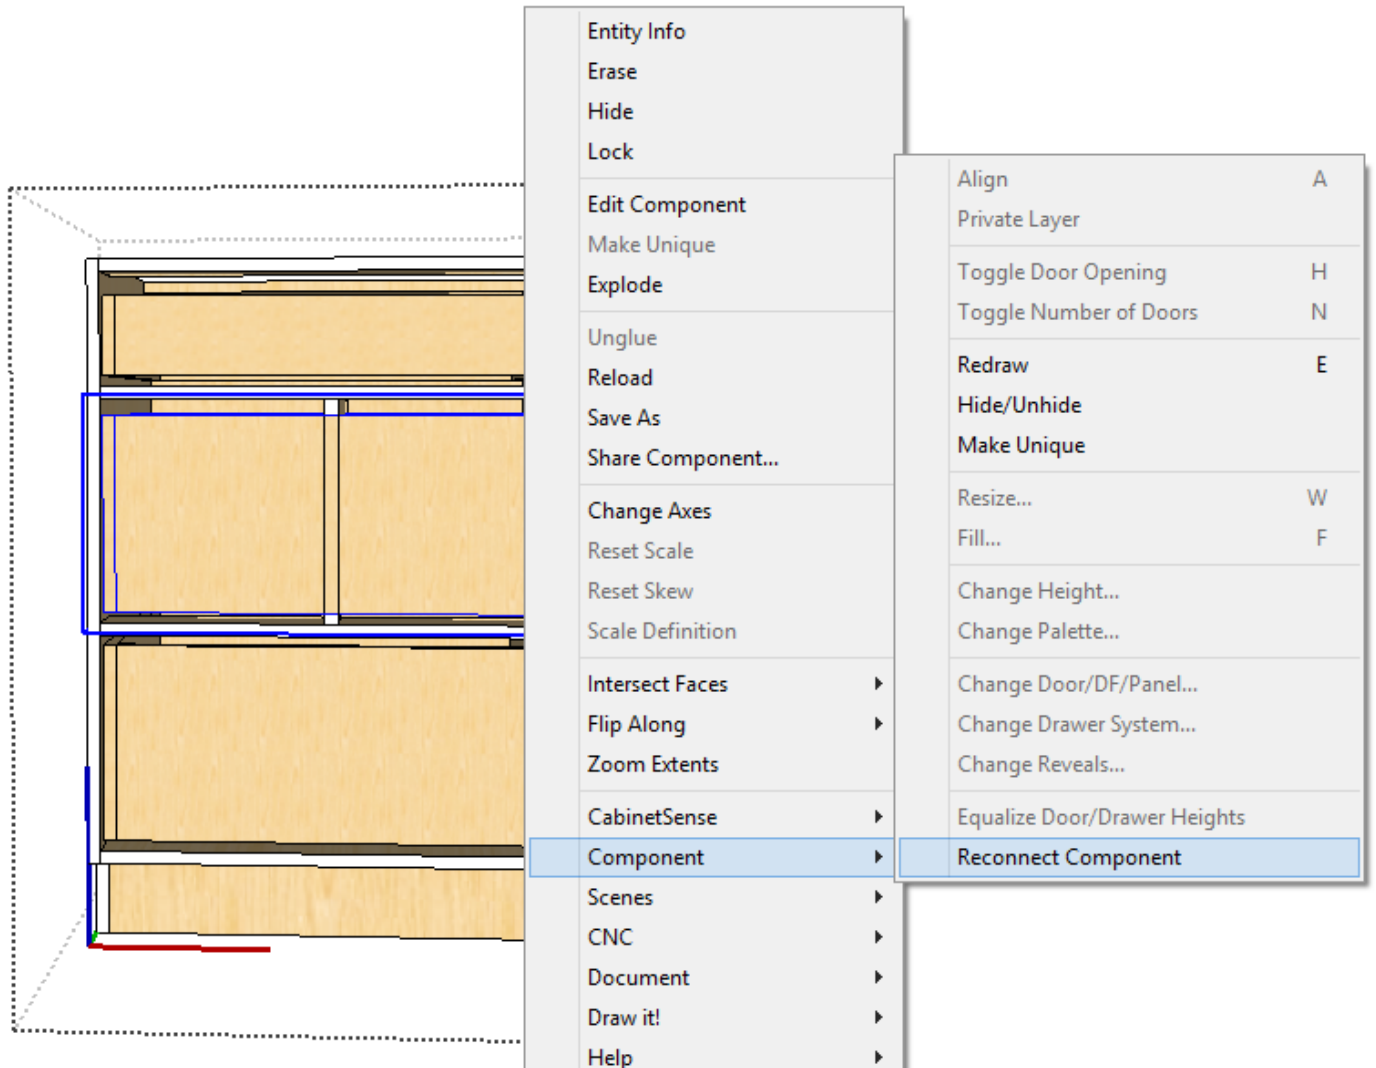 Entity Info
Erase
Hide
Lock
Edit Component
Make Unique
Explode
Unglue
Reload
Save As
Share Component...
Change Axes
Reset Scale
Reset Skew
Scale Definition
Intersect Faces
Flip Along
Zoom Extents
CabinetSense
Component
Scenes
CNC
Document
Draw it!
Help
Align A
Private Layer
Toggle Door Opening H
Toggle Number of Doors N
Redraw E
Hide/Unhide
Make Unique
Resize... W
Fill... F
Change Height...
Change Palette...
Change Door/DF/Panel...
Change Drawer System...
Change Reveals...
Equalize Door/Drawer Heights
Reconnect Component